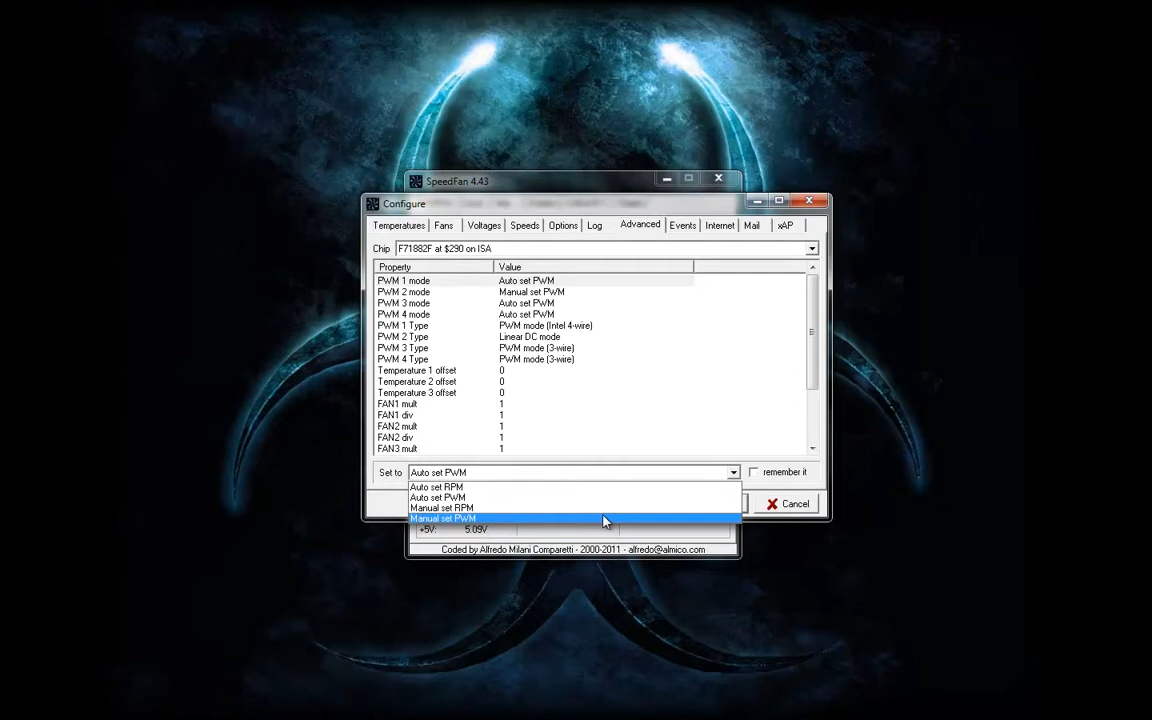 SpeedFan 4.43
Configure
Temperatures Fans Voltages Speeds Options Log Advanced Events Internet Mail xAP
Chip F71882F at $290 on ISA
Property Value
PWM 1 mode Auto set PWM
PWM 2 mode Manual set PWM
PWM 3 mode Auto set PWM
PWM 4 mode Auto set PWM
PWM 1 Type PWM mode (Intel 4-wire)
PWM 2 Type Linear DC mode
PWM 3 Type PWM mode (3-wire)
PWM 4 Type PWM mode (3-wire)
Temperature 1 offset 0
Temperature 2 offset 0
Temperature 3 offset 0
FAN1 mult 1
FAN1 div 1
FAN2 mult 1
FAN2 div 1
FAN3 mult 1
Set to Auto set PWM remember it
Auto set RPM
Auto set PWM
Manual set RPM
Manual set PWM
Cancel
+5V: 5.09V
Coded by Alfredo Milani Comparetti - 2000-2011 - alfredo@almico.com